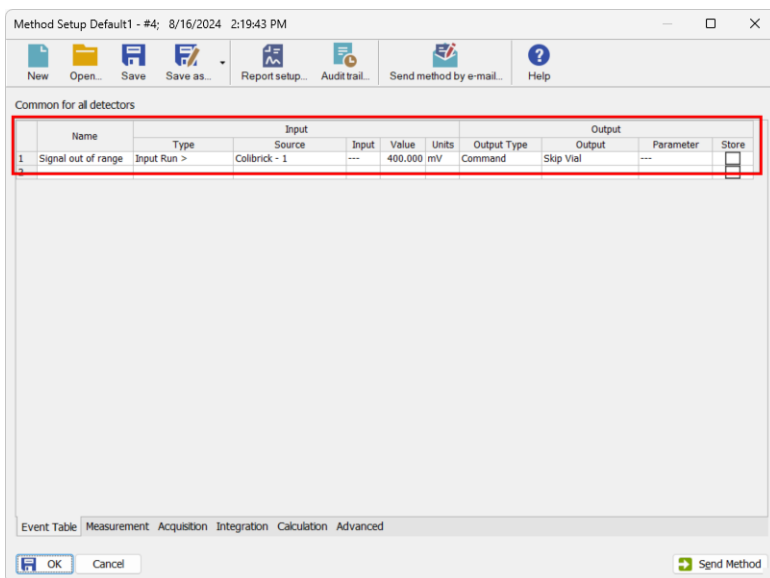 Method Setup Default1 - #4; 8/16/2024 2:19:43 PM
New Open... Save Save as... Report setup... Audit trail... Send method by e-mail... Help
Common for all detectors
Name Input Output
Type Source Input Value Units Output Type Output Parameter Store
1 Signal out of range Input Run > Colibrick - 1 --- 400.000 mV Command Skip Vial ---
2
Event Table Measurement Acquisition Integration Calculation Advanced
OK Cancel Send Method